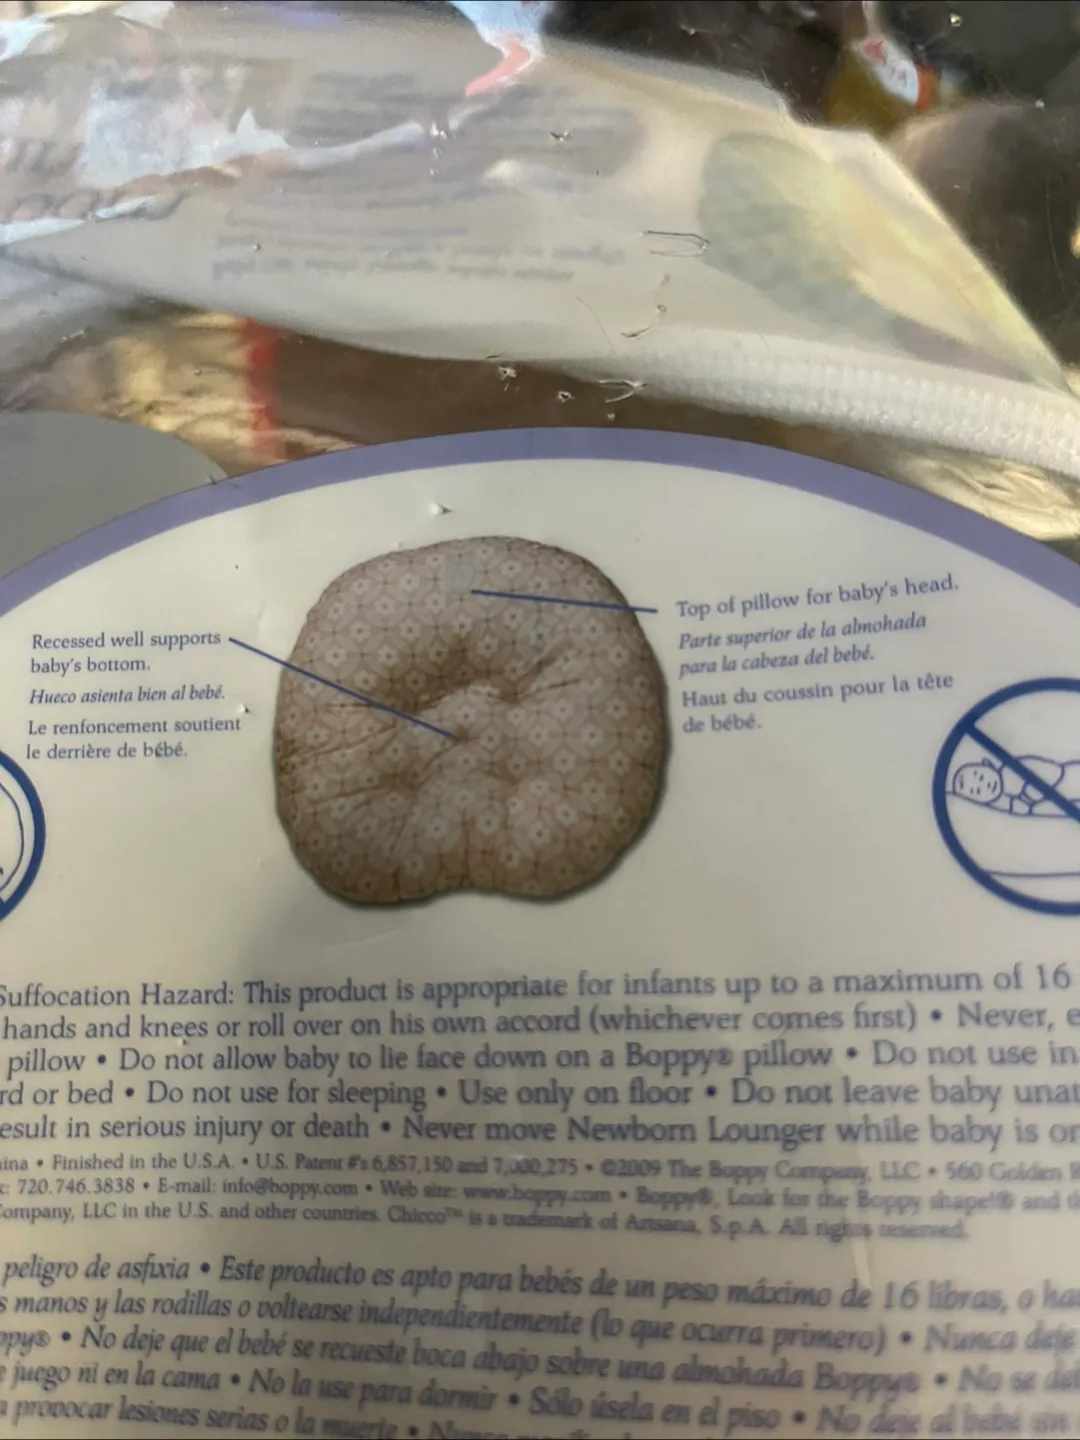 Recessed well supports
baby's bottom.
Hueco asienta bien al bebé.
Le renfoncement soutient
le derrière de bébé.
Top of pillow for baby's head.
Parte superior de la almohada
para la cabeza del bebé.
Haut du coussin pour la tête
de bébé.
Suffocation Hazard: This product is appropriate for infants up to a maximum of 16
hands and knees or roll over on his own accord (whichever comes first) • Never,
pillow • Do not allow baby to lie face down on a Boppy® pillow • Do not use in
or bed • Do not use for sleeping • Use only on floor • Do not leave baby
result in serious injury or death • Never move Newborn Lounger while baby is
• Finished in the U.S.A. • U.S. Patent #'s 6,857,150 and 7,000,275 • ©2009 The Boppy Company, LLC • 560 Golden
720.746.3838 • E-mail: info@boppy.com • Web site: www.boppy.com • Boppy®, Look for the Boppy shape!® and
Company, LLC in the U.S. and other countries. Chicco™ is a trademark of Artsana, S.p.A. All rights reserved.
peligro de asfixia • Este producto es apto para bebés de un peso máximo de 16 libras, o
manos y las rodillas o voltearse independientemente (lo que ocurra primero) • Nunca deje
• No deje que el bebé se recueste boca abajo sobre una almohada Boppy® • No se
juego ni en la cama • No la use para dormir • Sólo úsela en el piso • No deje al bebé sin
provocar lesiones serias o la muerte •